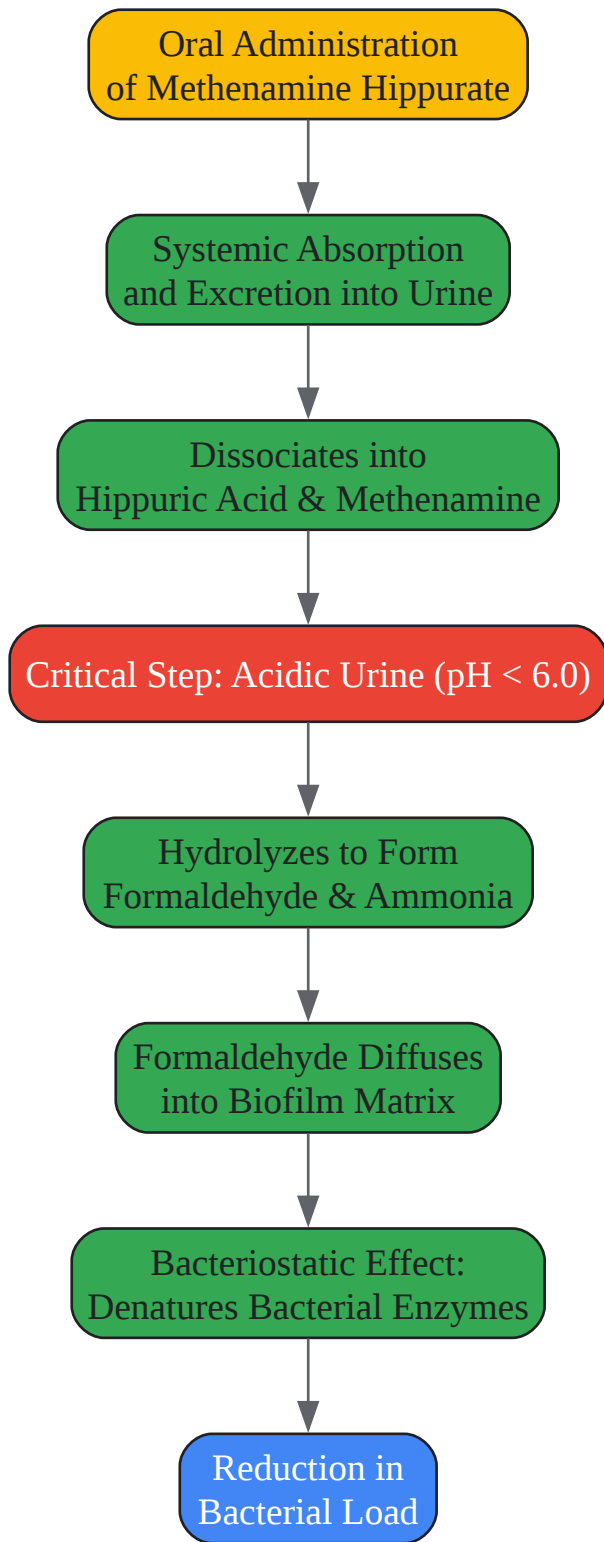 Oral Administration
of Methenamine Hippurate
Systemic Absorption
and Excretion into Urine
Dissociates into
Hippuric Acid & Methenamine
Critical Step: Acidic Urine (pH < 6.0)
Hydrolyzes to Form
Formaldehyde & Ammonia
Formaldehyde Diffuses
into Biofilm Matrix
Bacteriostatic Effect:
Denatures Bacterial Enzymes
Reduction in
Bacterial Load